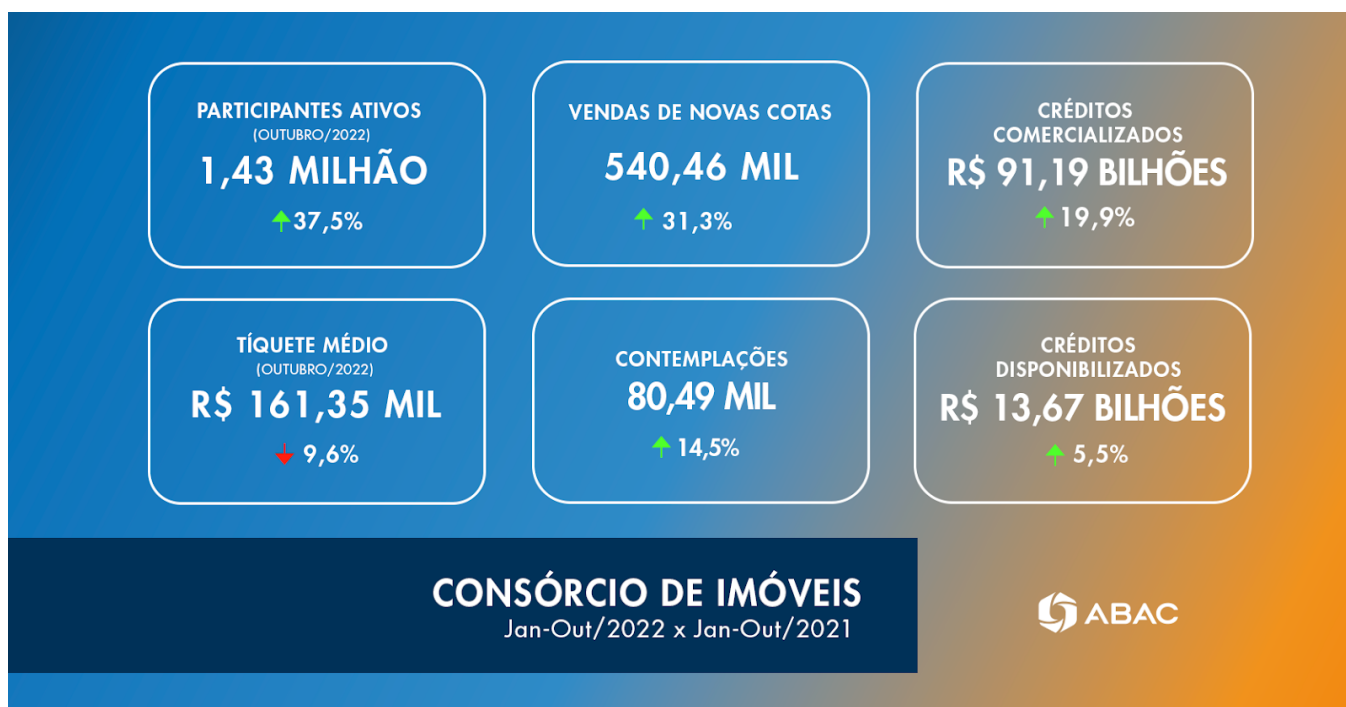 PARTICIPANTES ATIVOS
(OUTUBRO/2022)
1,43 MILHÃO
37,5%
VENDAS DE NOVAS COTAS
540,46 MIL
31,3%
CRÉDITOS
COMERCIALIZADOS
R$ 91,19 BILHÕES
19,9%
TÍQUETE MÉDIO
(OUTUBRO/2022)
R$ 161,35 MIL
9,6%
CONTEMPLAÇÕES
80,49 MIL
14,5%
CRÉDITOS
DISPONIBILIZADOS
R$ 13,67 BILHÕES
5,5%
CONSÓRCIO DE IMÓVEIS
Jan-Out/2022 x Jan-Out/2021
ABAC